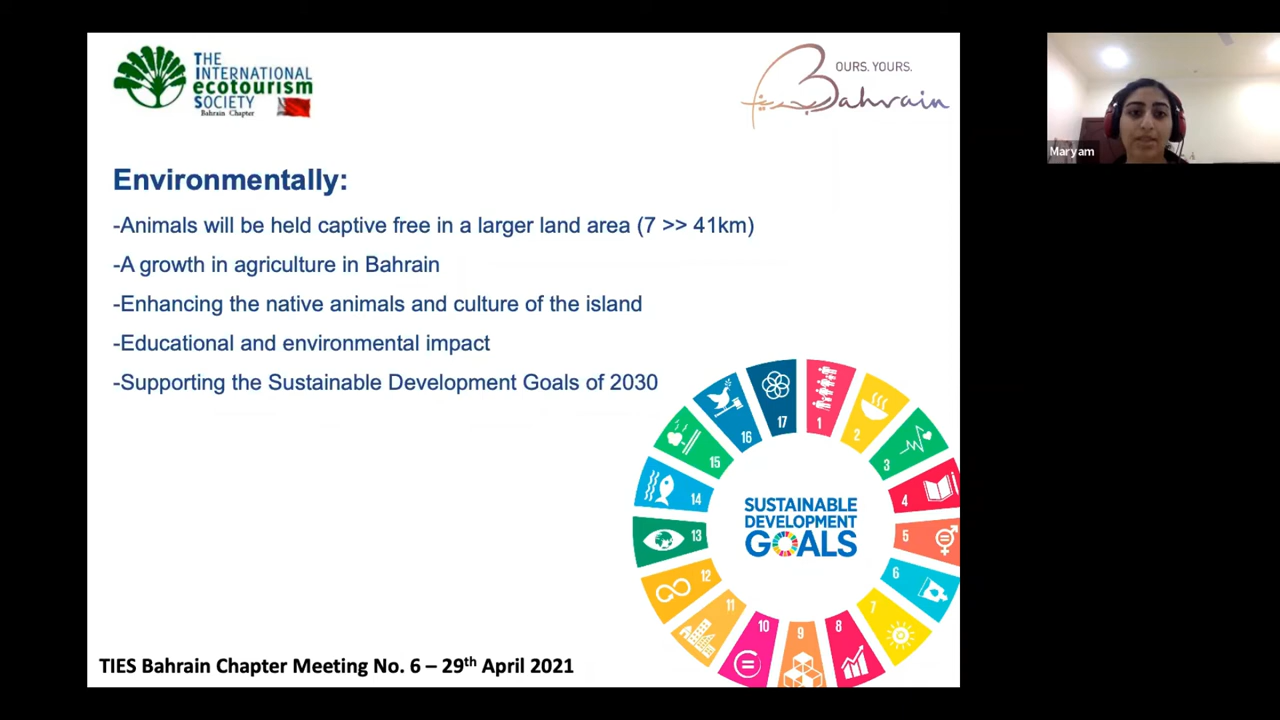 THE
INTERNATIONAL
ecotourism
SOCIETY
Bahrain Chapter
OURS. YOURS.
Bahrain
Maryam
Environmentally:
-Animals will be held captive free in a larger land area (7 >> 41km)
-A growth in agriculture in Bahrain
-Enhancing the native animals and culture of the island
-Educational and environmental impact
-Supporting the Sustainable Development Goals of 2030
17
1
16
2
15
3
14
4
13
5
12
6
11
7
10
9
8
SUSTAINABLE
DEVELOPMENT
GOALS
TIES Bahrain Chapter Meeting No. 6 – 29th April 2021